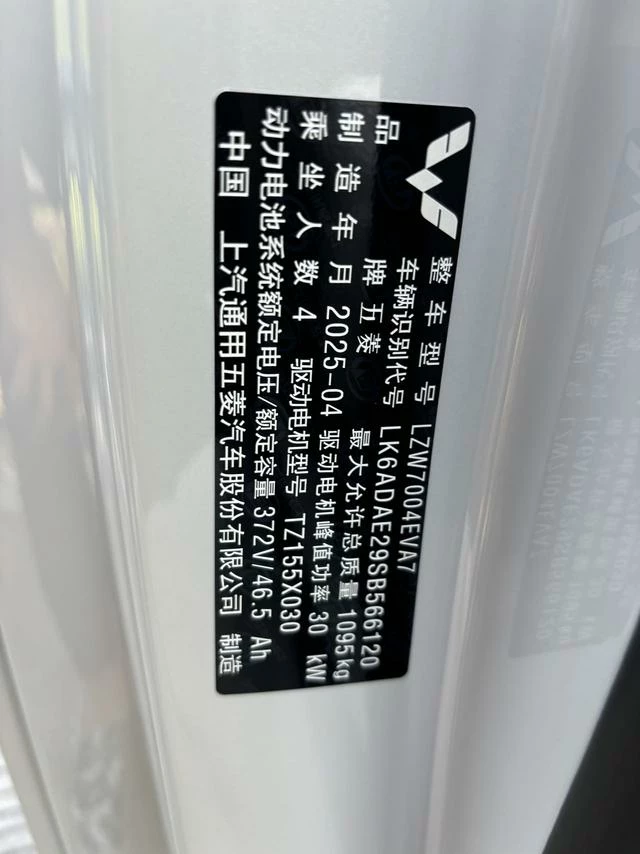 整车型号 LZW7004EVA7
车辆识别代号 LK6ADAE29SB566120
品牌 五菱 最大允许总质量 1095kg
制造年月 2025-04 驱动电机峰值功率 30 kW
乘坐人数 4 驱动电机型号 TZ155X030
动力电池系统额定电压/额定容量 372V/46.5 Ah
中国 上汽通用五菱汽车股份有限公司 制造